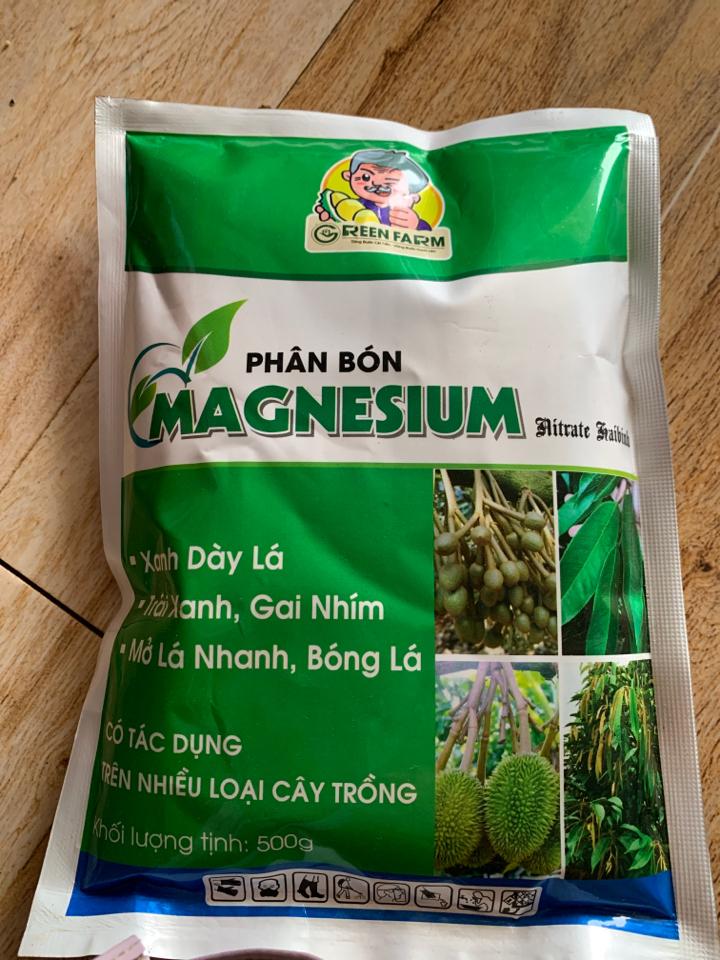 GREEN FARM
PHÂN BÓN
MAGNESIUM Nitrate Haibinh
▪ Xanh Dày Lá
▪ Trái Xanh, Gai Nhím
▪ Mở Lá Nhanh, Bóng Lá
CÓ TÁC DỤNG
TRÊN NHIỀU LOẠI CÂY TRỒNG
Khối lượng tịnh: 500g